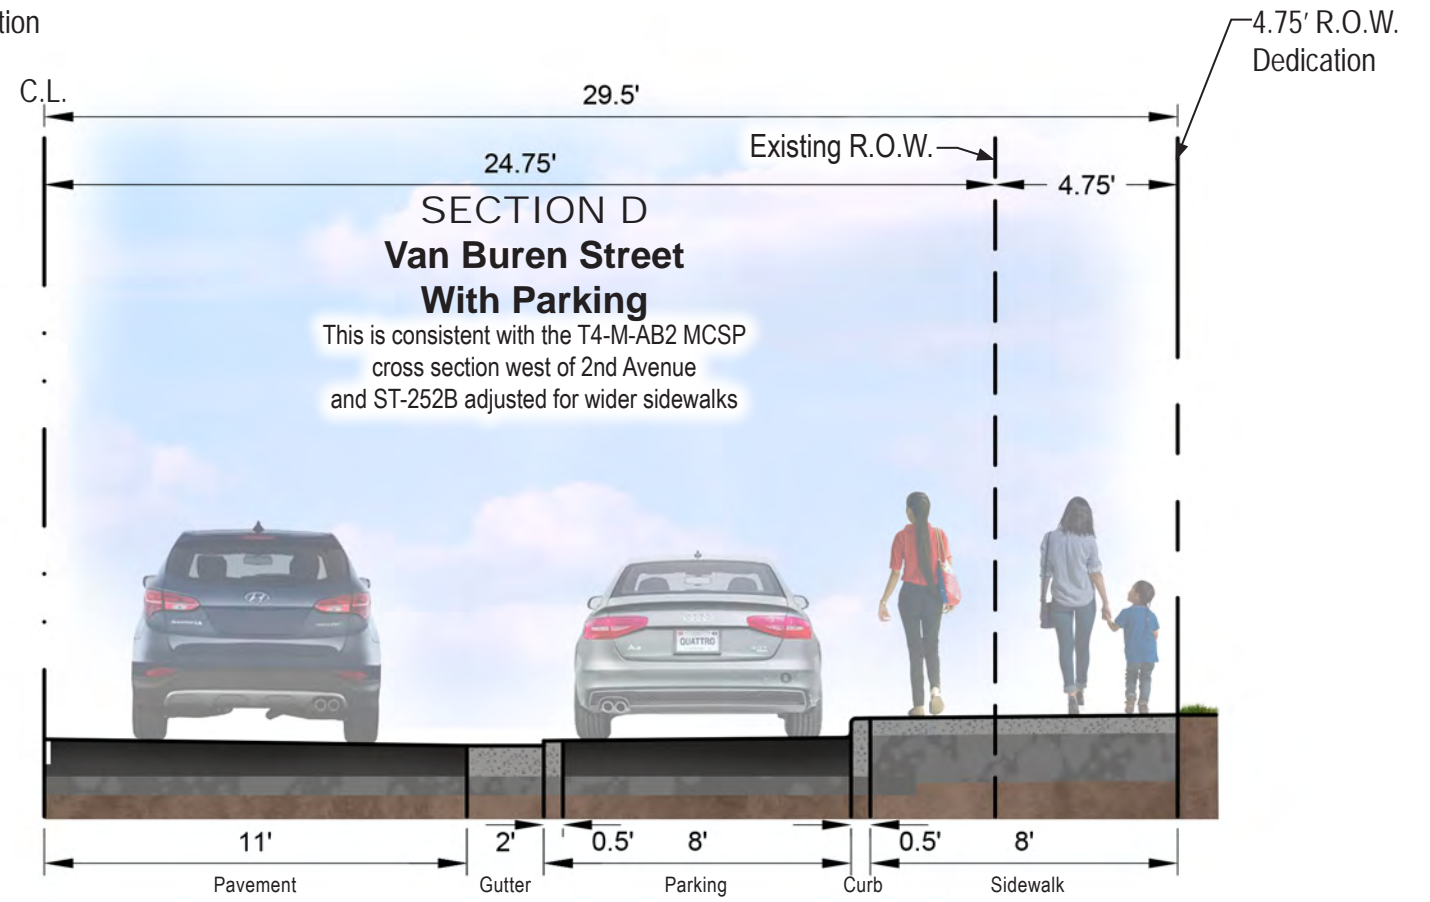 tion
4.75' R.O.W.
Dedication
C.L.
29.5'
Existing R.O.W.
24.75'
4.75'
SECTION D
Van Buren Street
With Parking
This is consistent with the T4-M-AB2 MCSP
cross section west of 2nd Avenue
and ST-252B adjusted for wider sidewalks
QUATTRO
11'
2'
0.5'
8'
0.5'
8'
Pavement
Gutter
Parking
Curb
Sidewalk